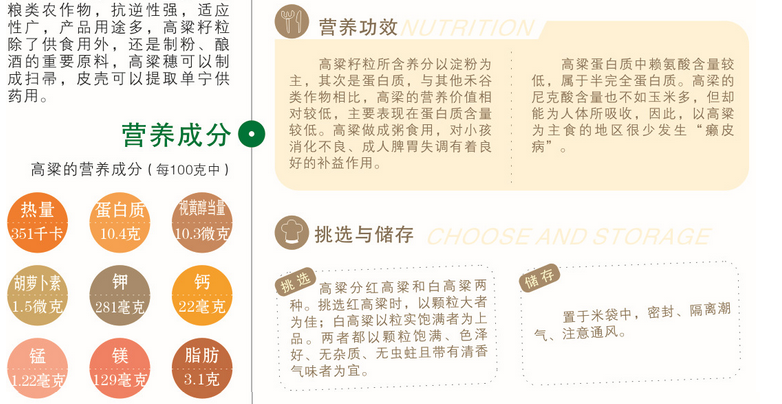 粮类农作物，抗逆性强，适应
性广，产品用途多，高粱籽粒
除了供食用外，还是制粉、酿
酒的重要原料，高粱穗可以制
成扫帚，皮壳可以提取单宁供
药用。
营养成分
高粱的营养成分（每100克中）
热量
351千卡
蛋白质
10.4克
视黄醇当量
10.3微克
胡萝卜素
1.5微克
钾
281毫克
钙
22毫克
锰
1.22毫克
镁
129毫克
脂肪
3.1克
营养功效 NUTRITION
高粱籽粒所含养分以淀粉为
主，其次是蛋白质，与其他禾谷
类作物相比，高粱的营养价值相
对较低，主要表现在蛋白质含量
较低。高粱做成粥食用，对小孩
消化不良、成人脾胃失调有着良
好的补益作用。
高粱蛋白质中赖氨酸含量较
低，属于半完全蛋白质。高粱的
尼克酸含量也不如玉米多，但却
能为人体所吸收，因此，以高粱
为主食的地区很少发生“癞皮
病”。
挑选与储存 CHOOSE AND STORAGE
挑选
高粱分红高粱和白高粱两
种。挑选红高粱时，以颗粒大者
为佳；白高粱以粒实饱满者为上
品。两者都以颗粒饱满、色泽
好、无杂质、无虫蛀且带有清香
气味者为宜。
储存
置于米袋中，密封、隔离潮
气、注意通风。